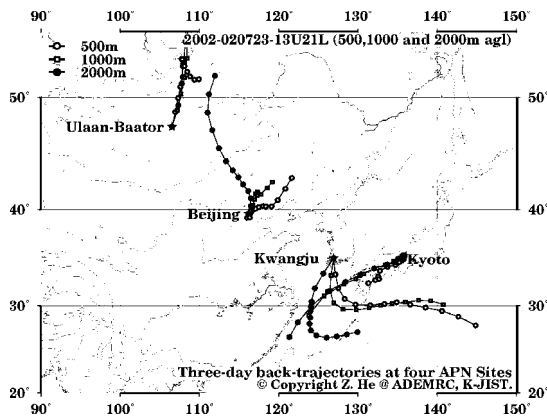 90° 100° 110° 120° 130° 140° 150°
2002-020723-13U21L (500,1000 and 2000m agl)
500m
1000m
2000m
50° 50°
Ulaan-Baator
40° Beijing 40°
Kwangju Kyoto
30° 30°
Three-day back-trajectories at four APN Sites
© Copyright Z. He @ ADEMRC, K-JIST.
20° 20°
90° 100° 110° 120° 130° 140° 150°